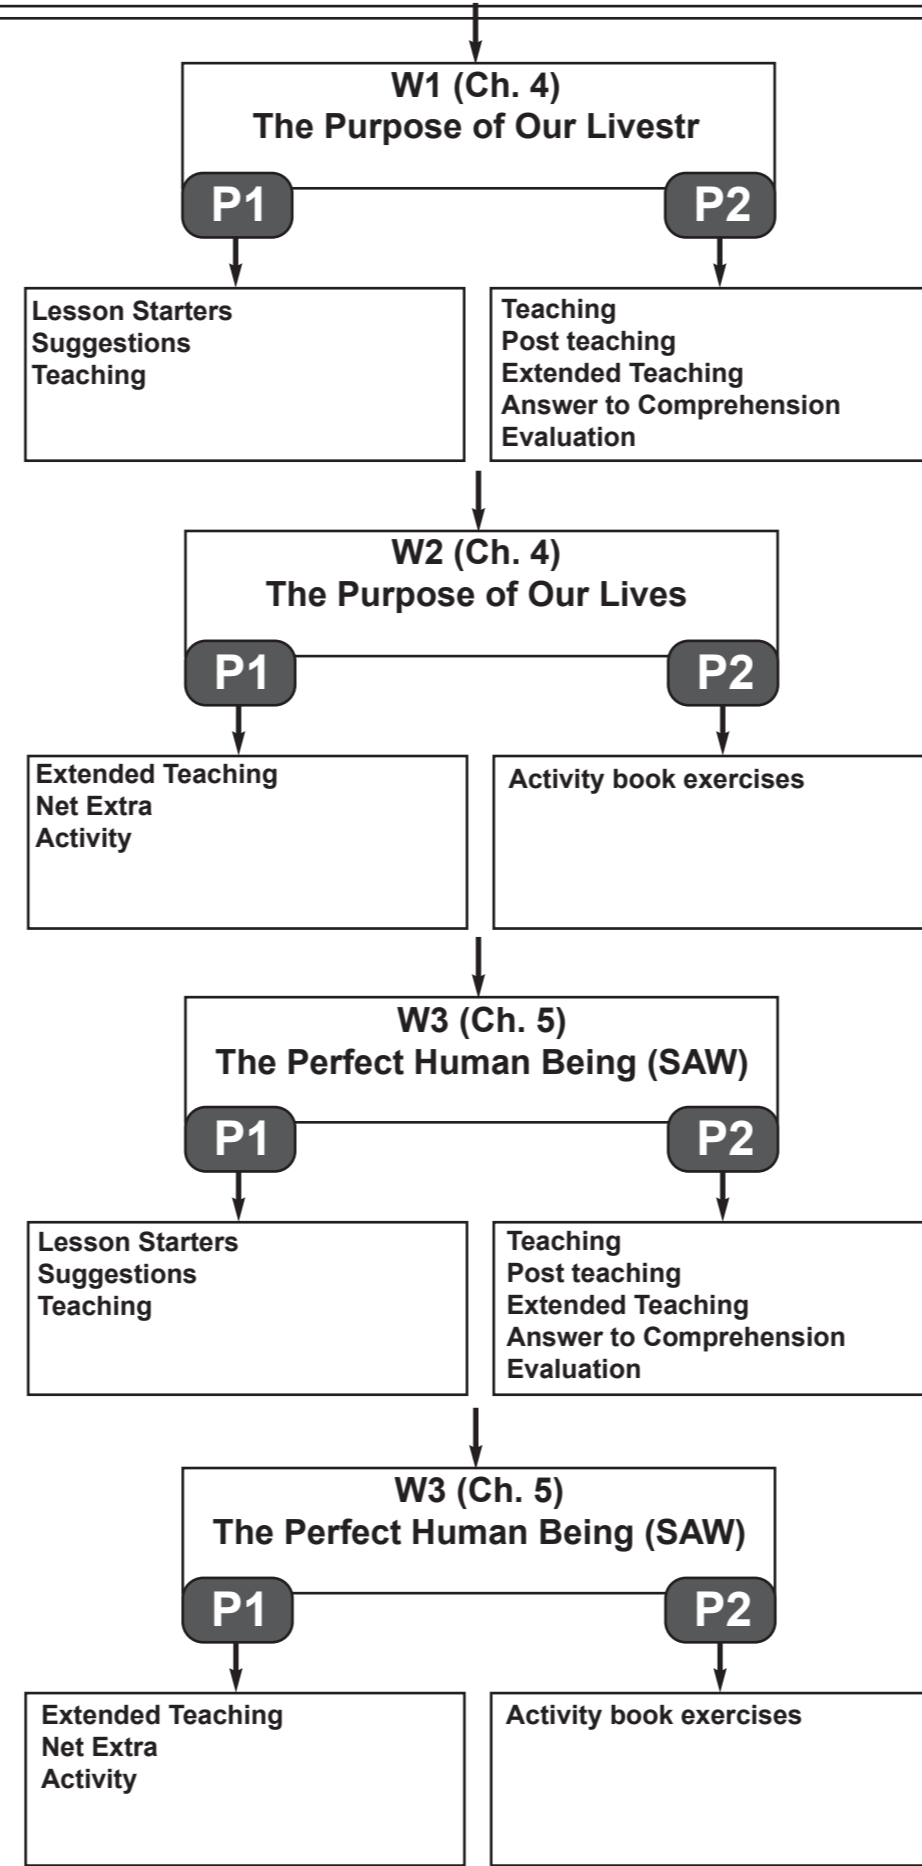 W1 (Ch. 4)
The Purpose of Our Livestr
P1
P2
Lesson Starters
Suggestions
Teaching
Teaching
Post teaching
Extended Teaching
Answer to Comprehension
Evaluation
W2 (Ch. 4)
The Purpose of Our Lives
P1
P2
Extended Teaching
Net Extra
Activity
Activity book exercises
W3 (Ch. 5)
The Perfect Human Being (SAW)
P1
P2
Lesson Starters
Suggestions
Teaching
Teaching
Post teaching
Extended Teaching
Answer to Comprehension
Evaluation
W3 (Ch. 5)
The Perfect Human Being (SAW)
P1
P2
Extended Teaching
Net Extra
Activity
Activity book exercises